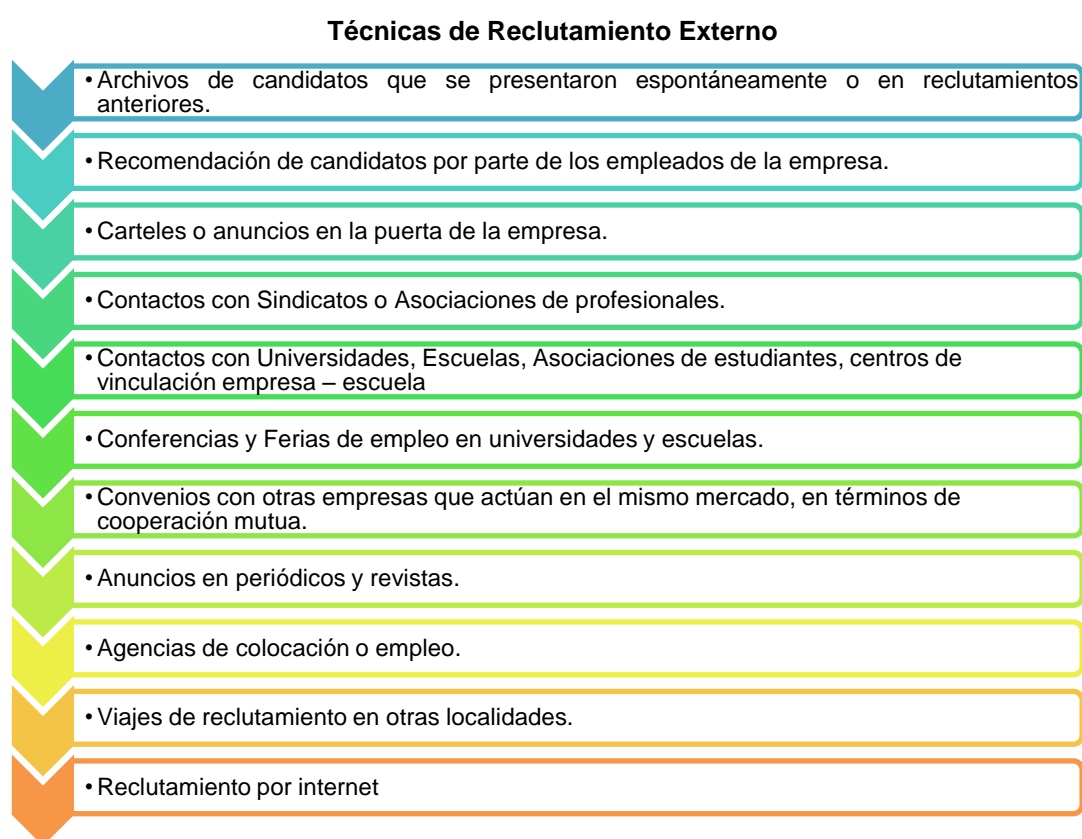 Técnicas de Reclutamiento Externo
• Archivos de candidatos que se presentaron espontáneamente o en reclutamientos
anteriores.
• Recomendación de candidatos por parte de los empleados de la empresa.
• Carteles o anuncios en la puerta de la empresa.
• Contactos con Sindicatos o Asociaciones de profesionales.
• Contactos con Universidades, Escuelas, Asociaciones de estudiantes, centros de
vinculación empresa – escuela
• Conferencias y Ferias de empleo en universidades y escuelas.
• Convenios con otras empresas que actúan en el mismo mercado, en términos de
cooperación mutua.
• Anuncios en periódicos y revistas.
• Agencias de colocación o empleo.
• Viajes de reclutamiento en otras localidades.
• Reclutamiento por internet